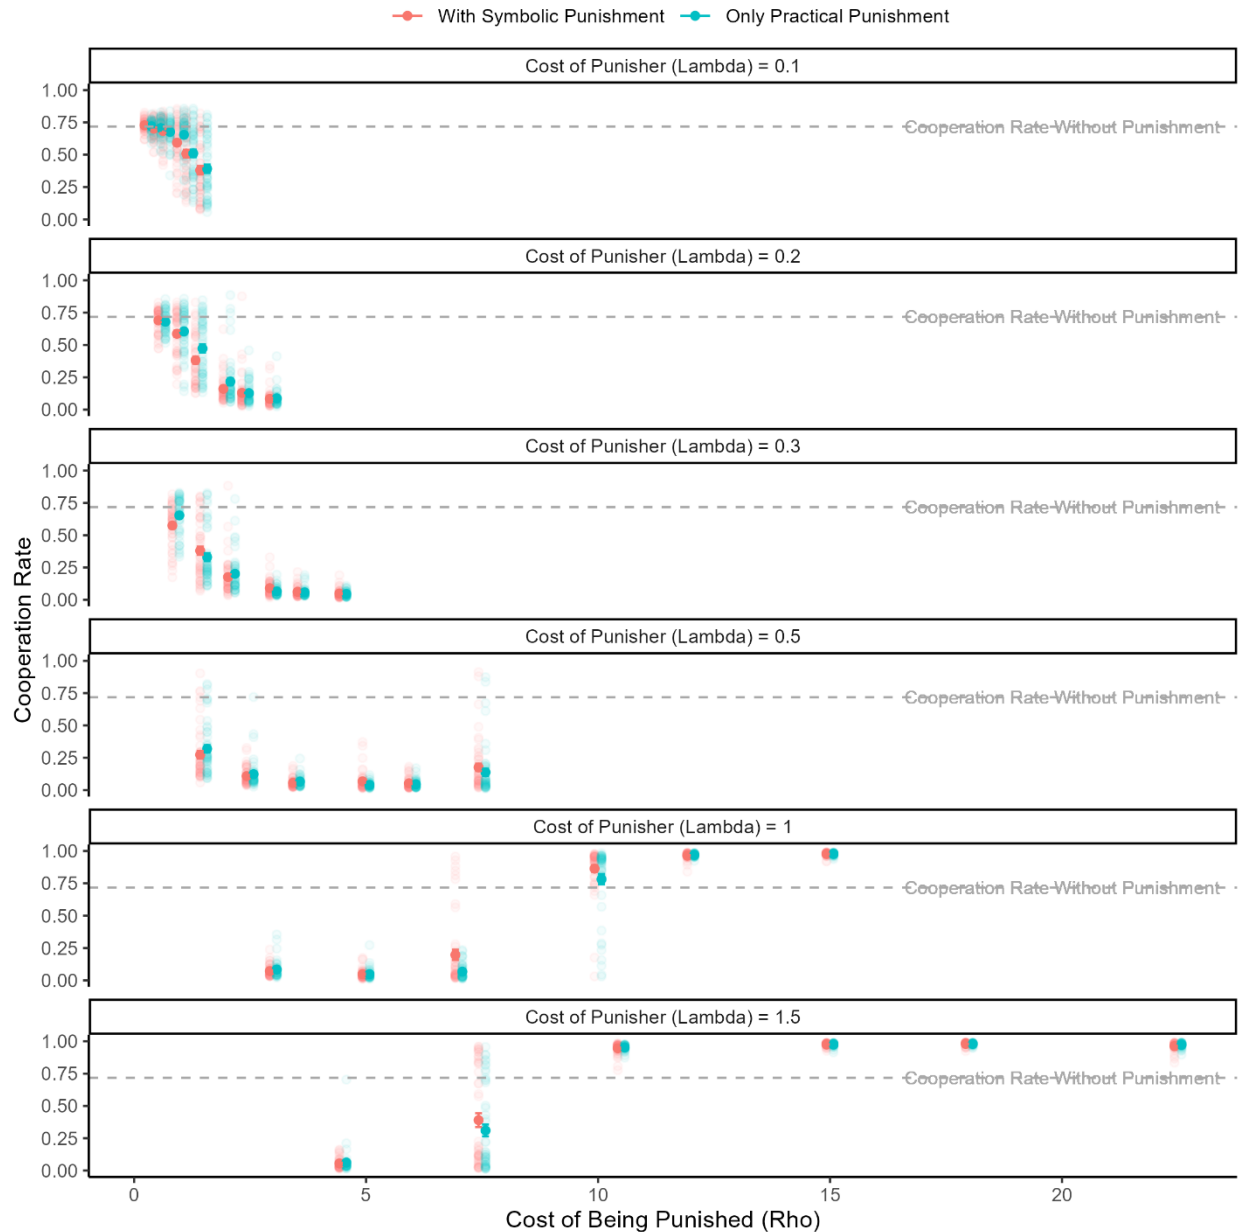 With Symbolic Punishment Only Practical Punishment
Cost of Punisher (Lambda) = 0.1
1.00
0.75
0.50
0.25
0.00
Cooperation Rate Without Punishment
Cost of Punisher (Lambda) = 0.2
1.00
0.75
0.50
0.25
0.00
Cooperation Rate Without Punishment
Cost of Punisher (Lambda) = 0.3
1.00
0.75
0.50
0.25
0.00
Cooperation Rate Without Punishment
Cooperation Rate
Cost of Punisher (Lambda) = 0.5
1.00
0.75
0.50
0.25
0.00
Cooperation Rate Without Punishment
Cost of Punisher (Lambda) = 1
1.00
0.75
0.50
0.25
0.00
Cooperation Rate Without Punishment
Cost of Punisher (Lambda) = 1.5
1.00
0.75
0.50
0.25
0.00
Cooperation Rate Without Punishment
0 5 10 15 20
Cost of Being Punished (Rho)